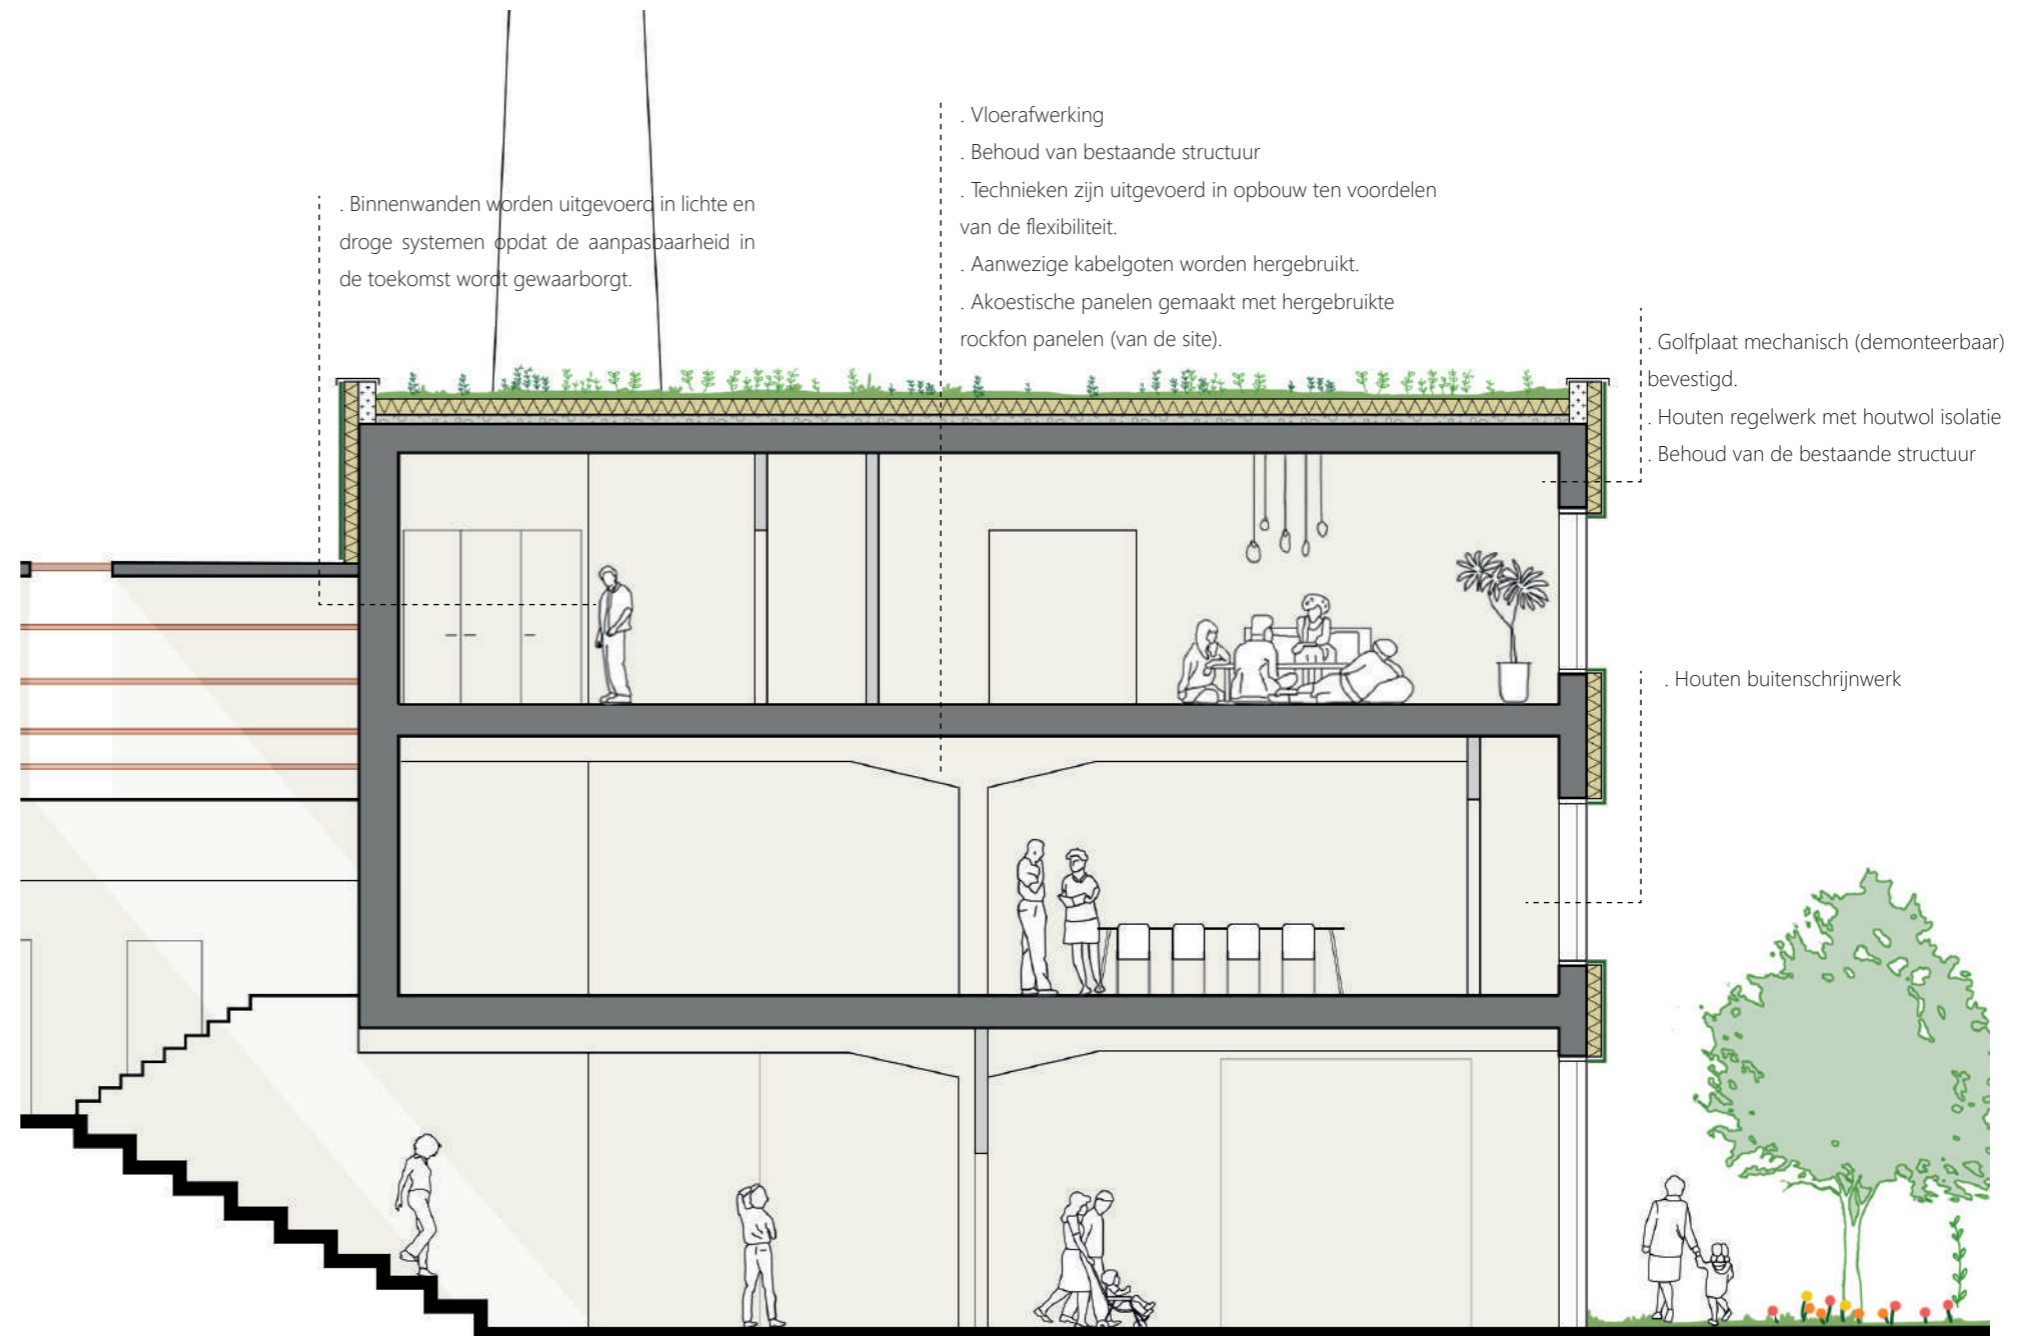 . Vloerafwerking
. Behoud van bestaande structuur
. Technieken zijn uitgevoerd in opbouw ten voordelen
van de flexibiliteit.
. Aanwezige kabelgoten worden hergebruikt.
. Akoestische panelen gemaakt met hergebruikte
rockfon panelen (van de site).
. Binnenwanden worden uitgevoerd in lichte en
droge systemen opdat de aanpasbaarheid in
de toekomst wordt gewaarborgt.
. Golfplaat mechanisch (demonteerbaar)
bevestigd.
. Houten regelwerk met houtwol isolatie
. Behoud van de bestaande structuur
. Houten buitenschrijnwerk